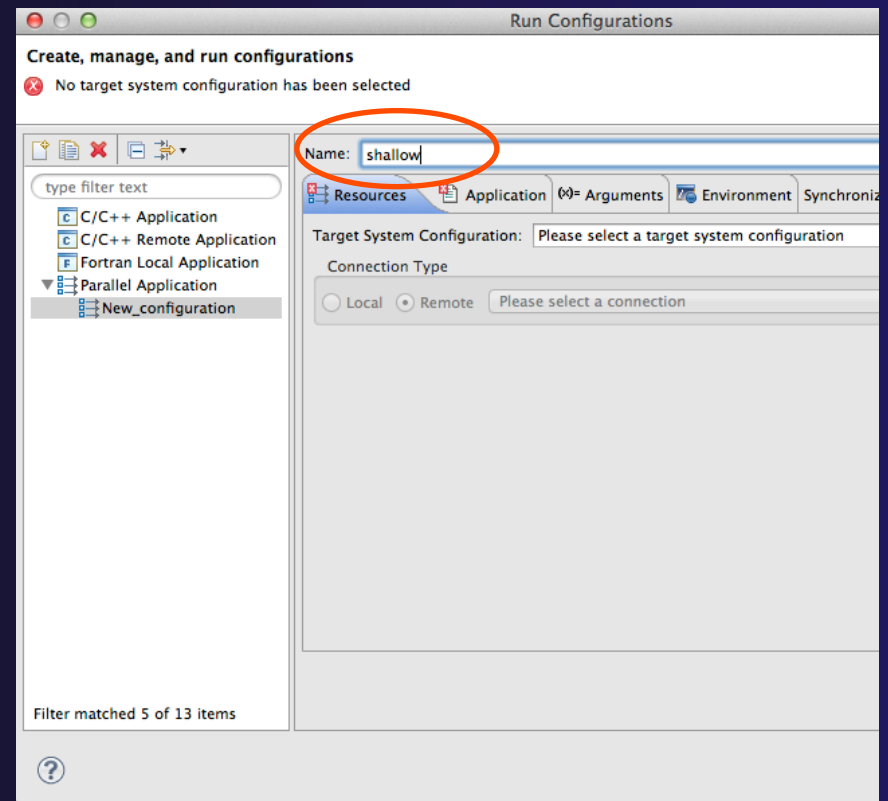 Run Configurations
Create, manage, and run configurations
No target system configuration has been selected
Name: shallow
type filter text
C/C++ Application
C/C++ Remote Application
Fortran Local Application
Parallel Application
New_configuration
Resources Application (x)= Arguments Environment Synchroniz
Target System Configuration: Please select a target system configuration
Connection Type
Local Remote Please select a connection
Filter matched 5 of 13 items
?